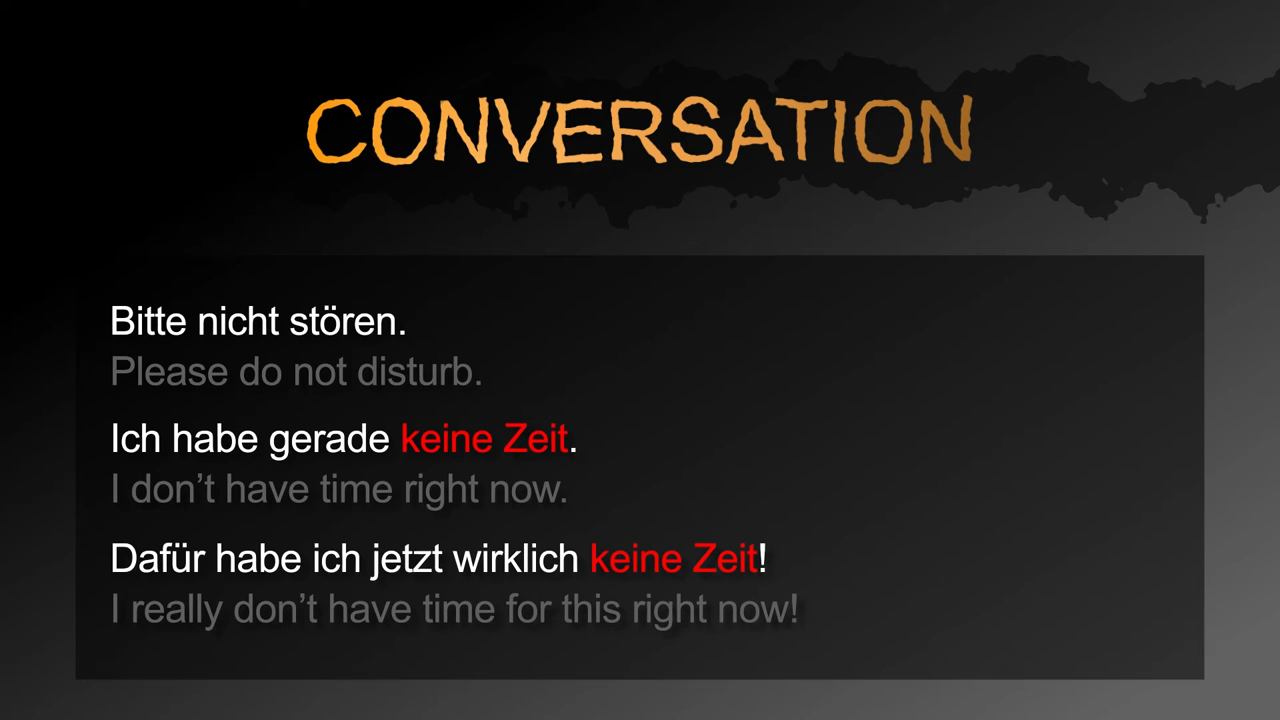 CONVERSATION
Bitte nicht stören.
Please do not disturb.
Ich habe gerade keine Zeit.
I don’t have time right now.
Dafür habe ich jetzt wirklich keine Zeit!
I really don’t have time for this right now!